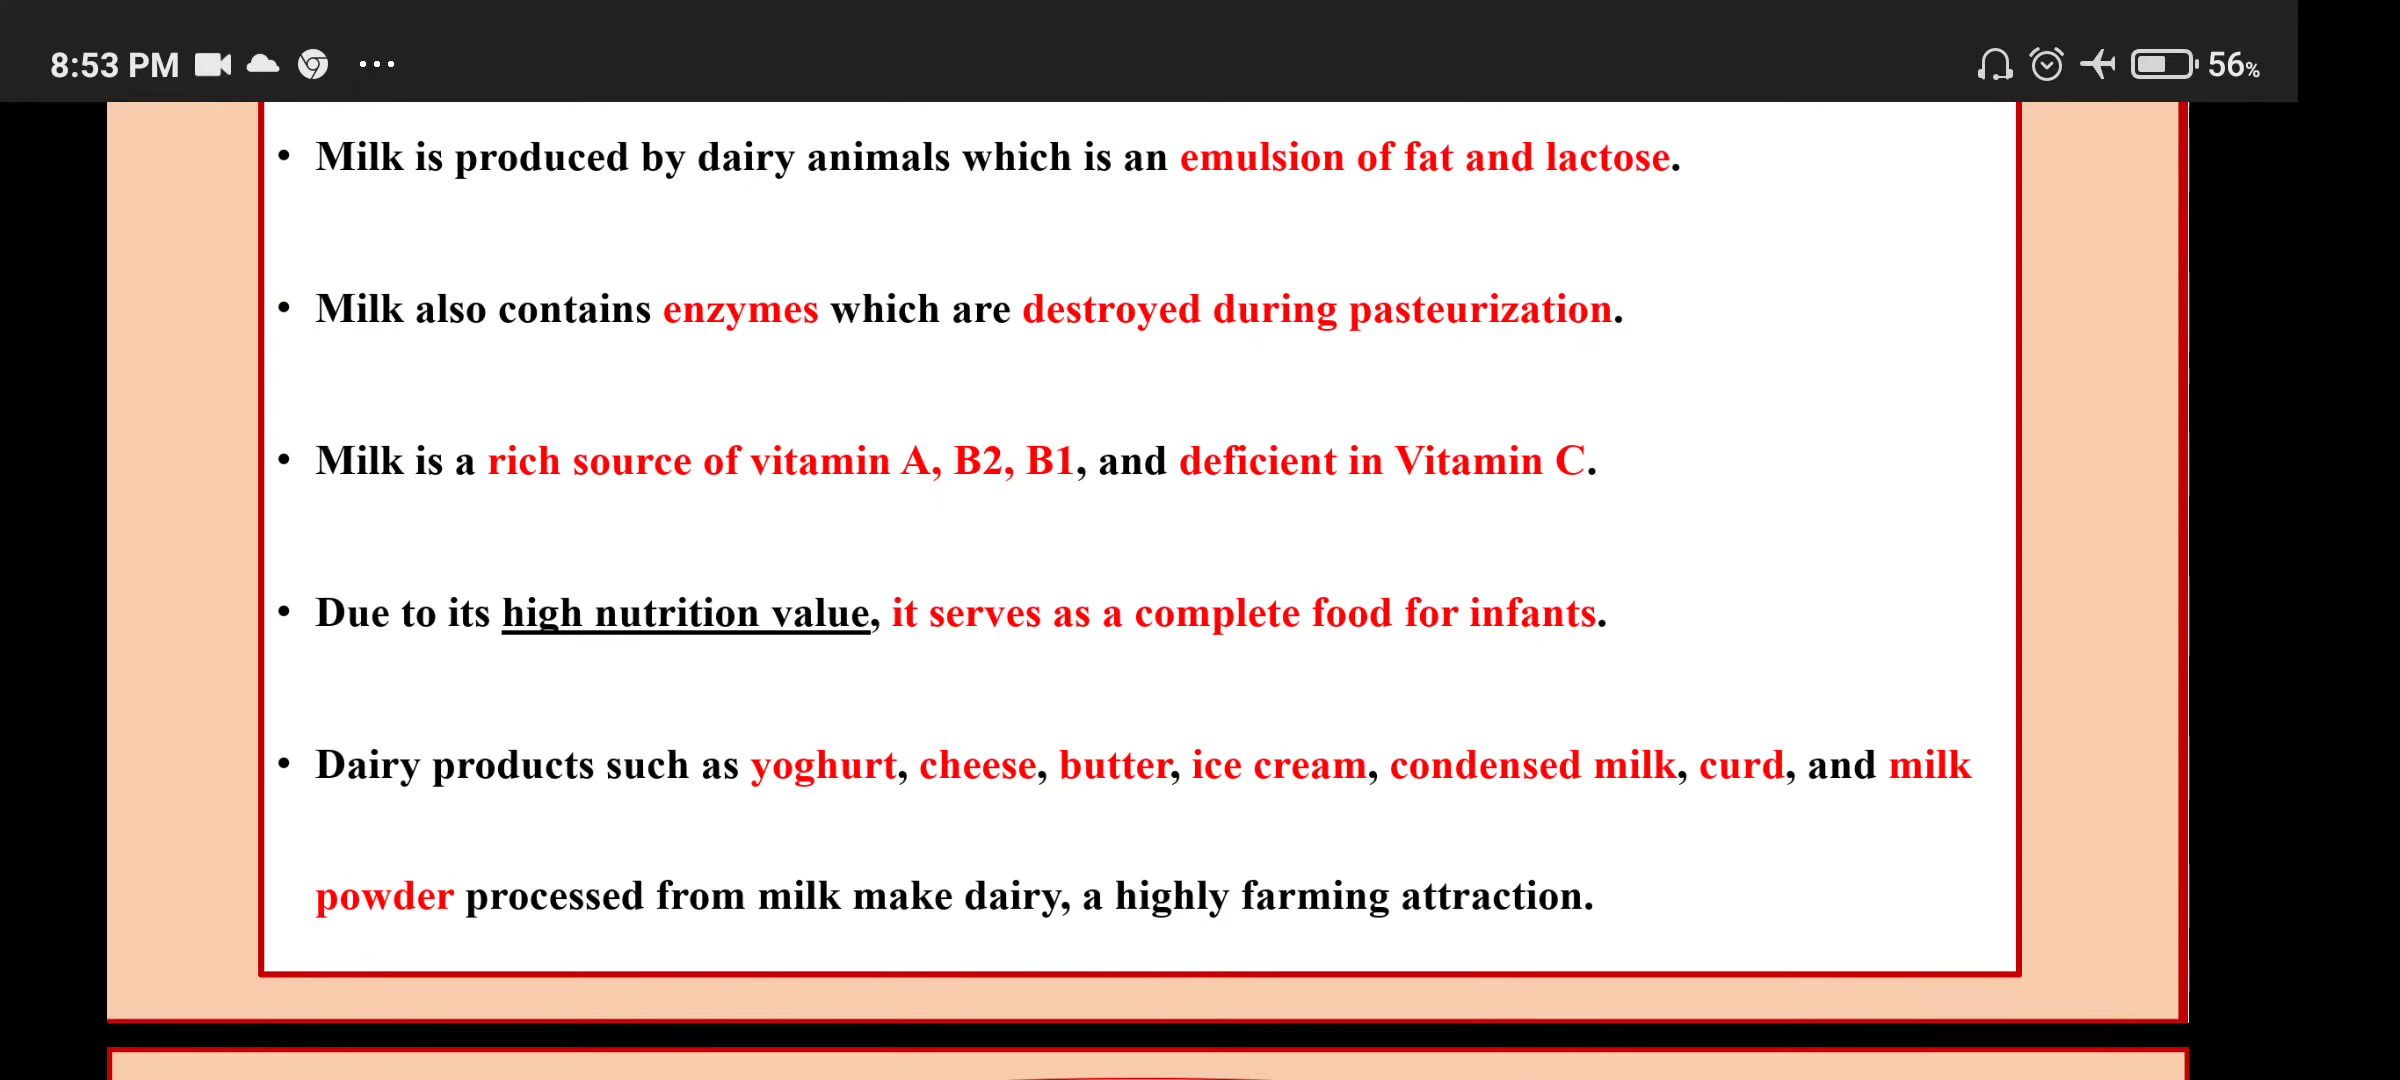 8:53 PM ... 56%
• Milk is produced by dairy animals which is an emulsion of fat and lactose.
• Milk also contains enzymes which are destroyed during pasteurization.
• Milk is a rich source of vitamin A, B2, B1, and deficient in Vitamin C.
• Due to its high nutrition value, it serves as a complete food for infants.
• Dairy products such as yoghurt, cheese, butter, ice cream, condensed milk, curd, and milk
powder processed from milk make dairy, a highly farming attraction.